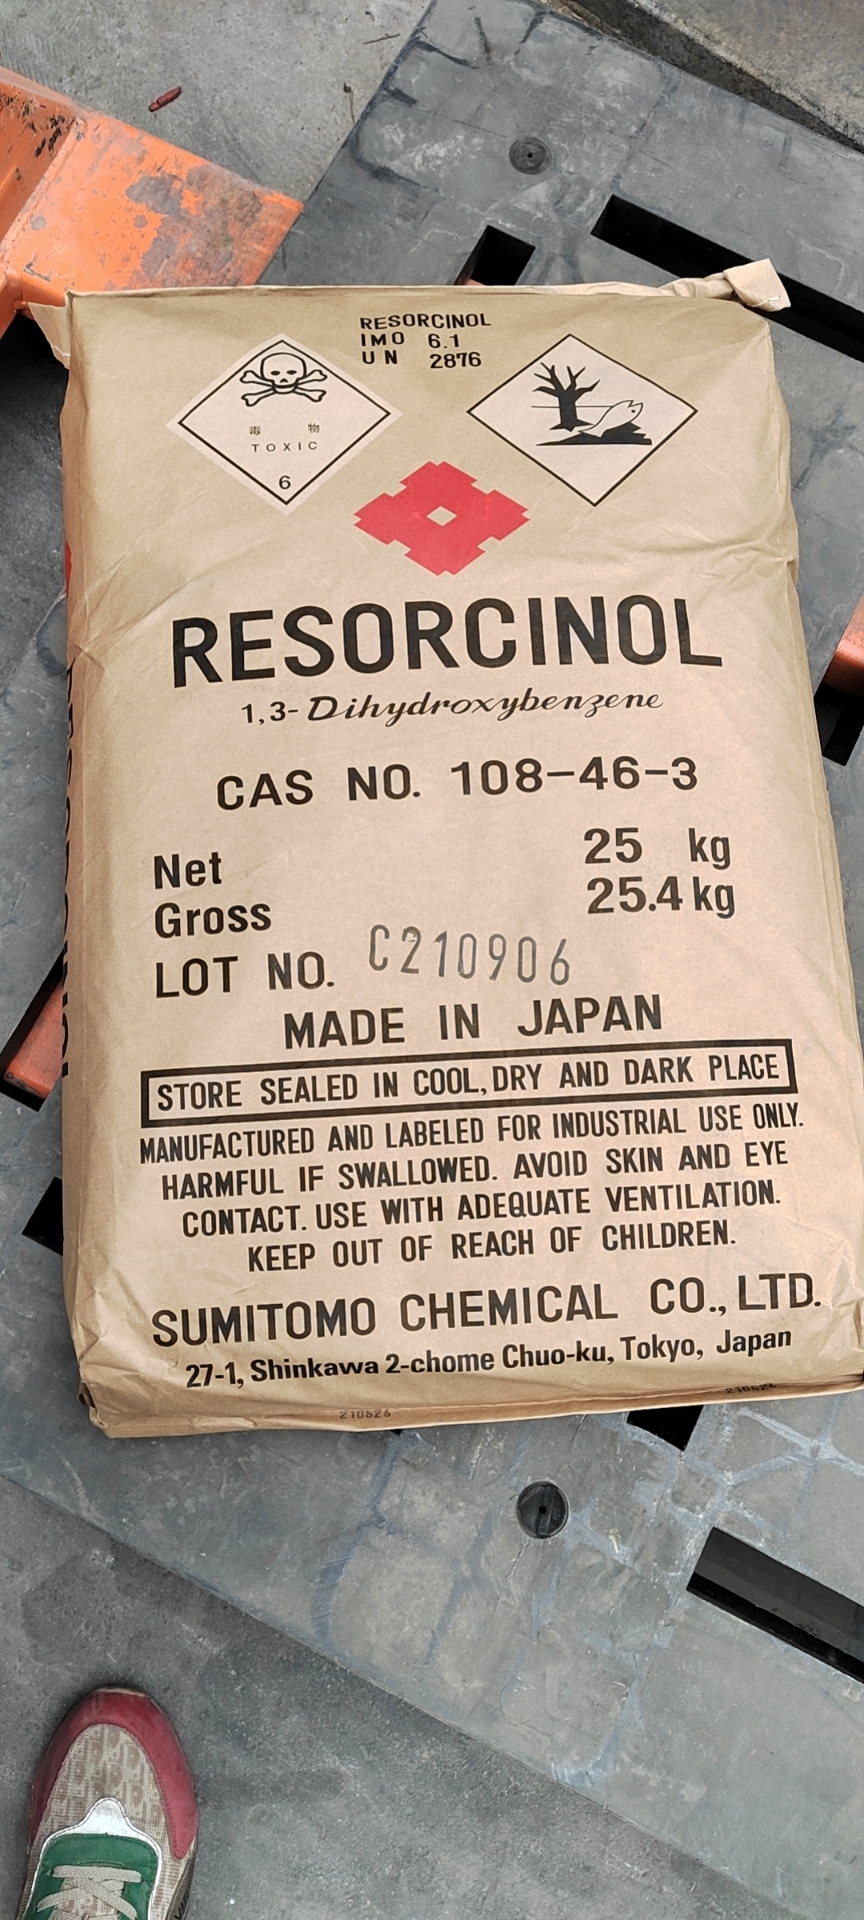 RESORCINOL
IMO 6.1
UN 2876
毒 物
TOXIC
6
RESORCINOL
1,3-Dihydroxybenzene
CAS NO. 108-46-3
Net 25 kg
Gross 25.4 kg
LOT NO. C210906
MADE IN JAPAN
STORE SEALED IN COOL, DRY AND DARK PLACE
MANUFACTURED AND LABELED FOR INDUSTRIAL USE ONLY.
HARMFUL IF SWALLOWED. AVOID SKIN AND EYE
CONTACT. USE WITH ADEQUATE VENTILATION.
KEEP OUT OF REACH OF CHILDREN.
SUMITOMO CHEMICAL CO., LTD.
27-1, Shinkawa 2-chome Chuo-ku, Tokyo, Japan
210626